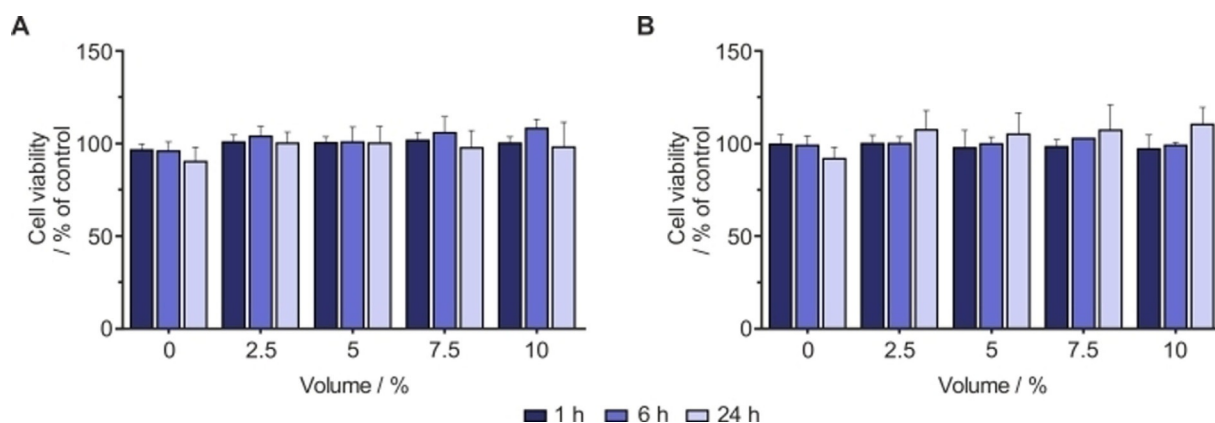 A
Cell viability
/ % of control
150
100
50
0
0 2.5 5 7.5 10
Volume / %
B
Cell viability
/ % of control
150
100
50
0
0 2.5 5 7.5 10
Volume / %
1 h 6 h 24 h